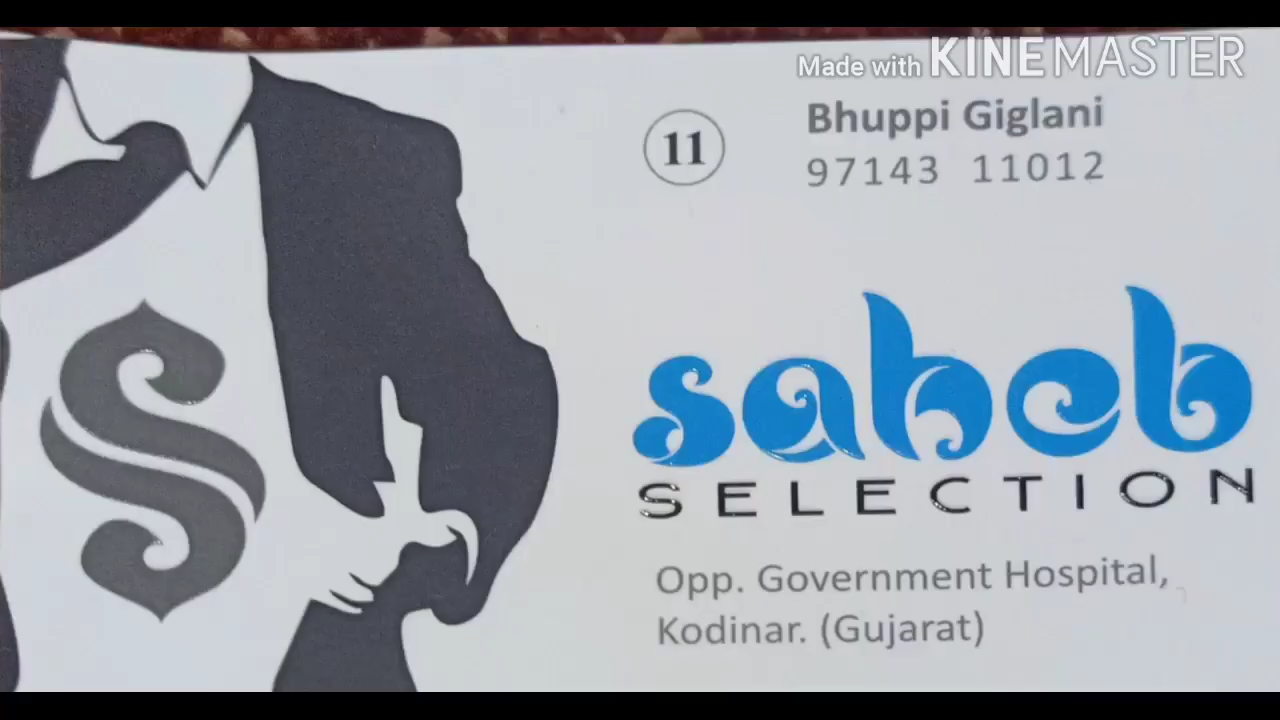 Made with KINEMASTER
11
Bhuppi Giglani
97143 11012
S
saheb
SELECTION
Opp. Government Hospital,
Kodinar. (Gujarat)